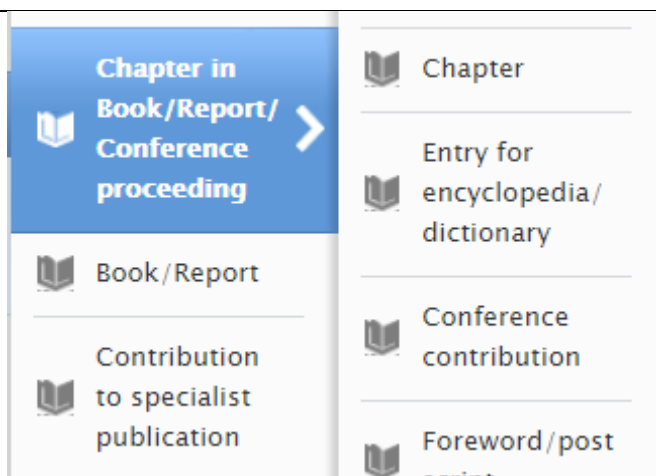 Chapter in
Book/Report/
Conference
proceeding
Book/Report
Contribution
to specialist
publication
Chapter
Entry for
encyclopedia/
dictionary
Conference
contribution
Foreword/post